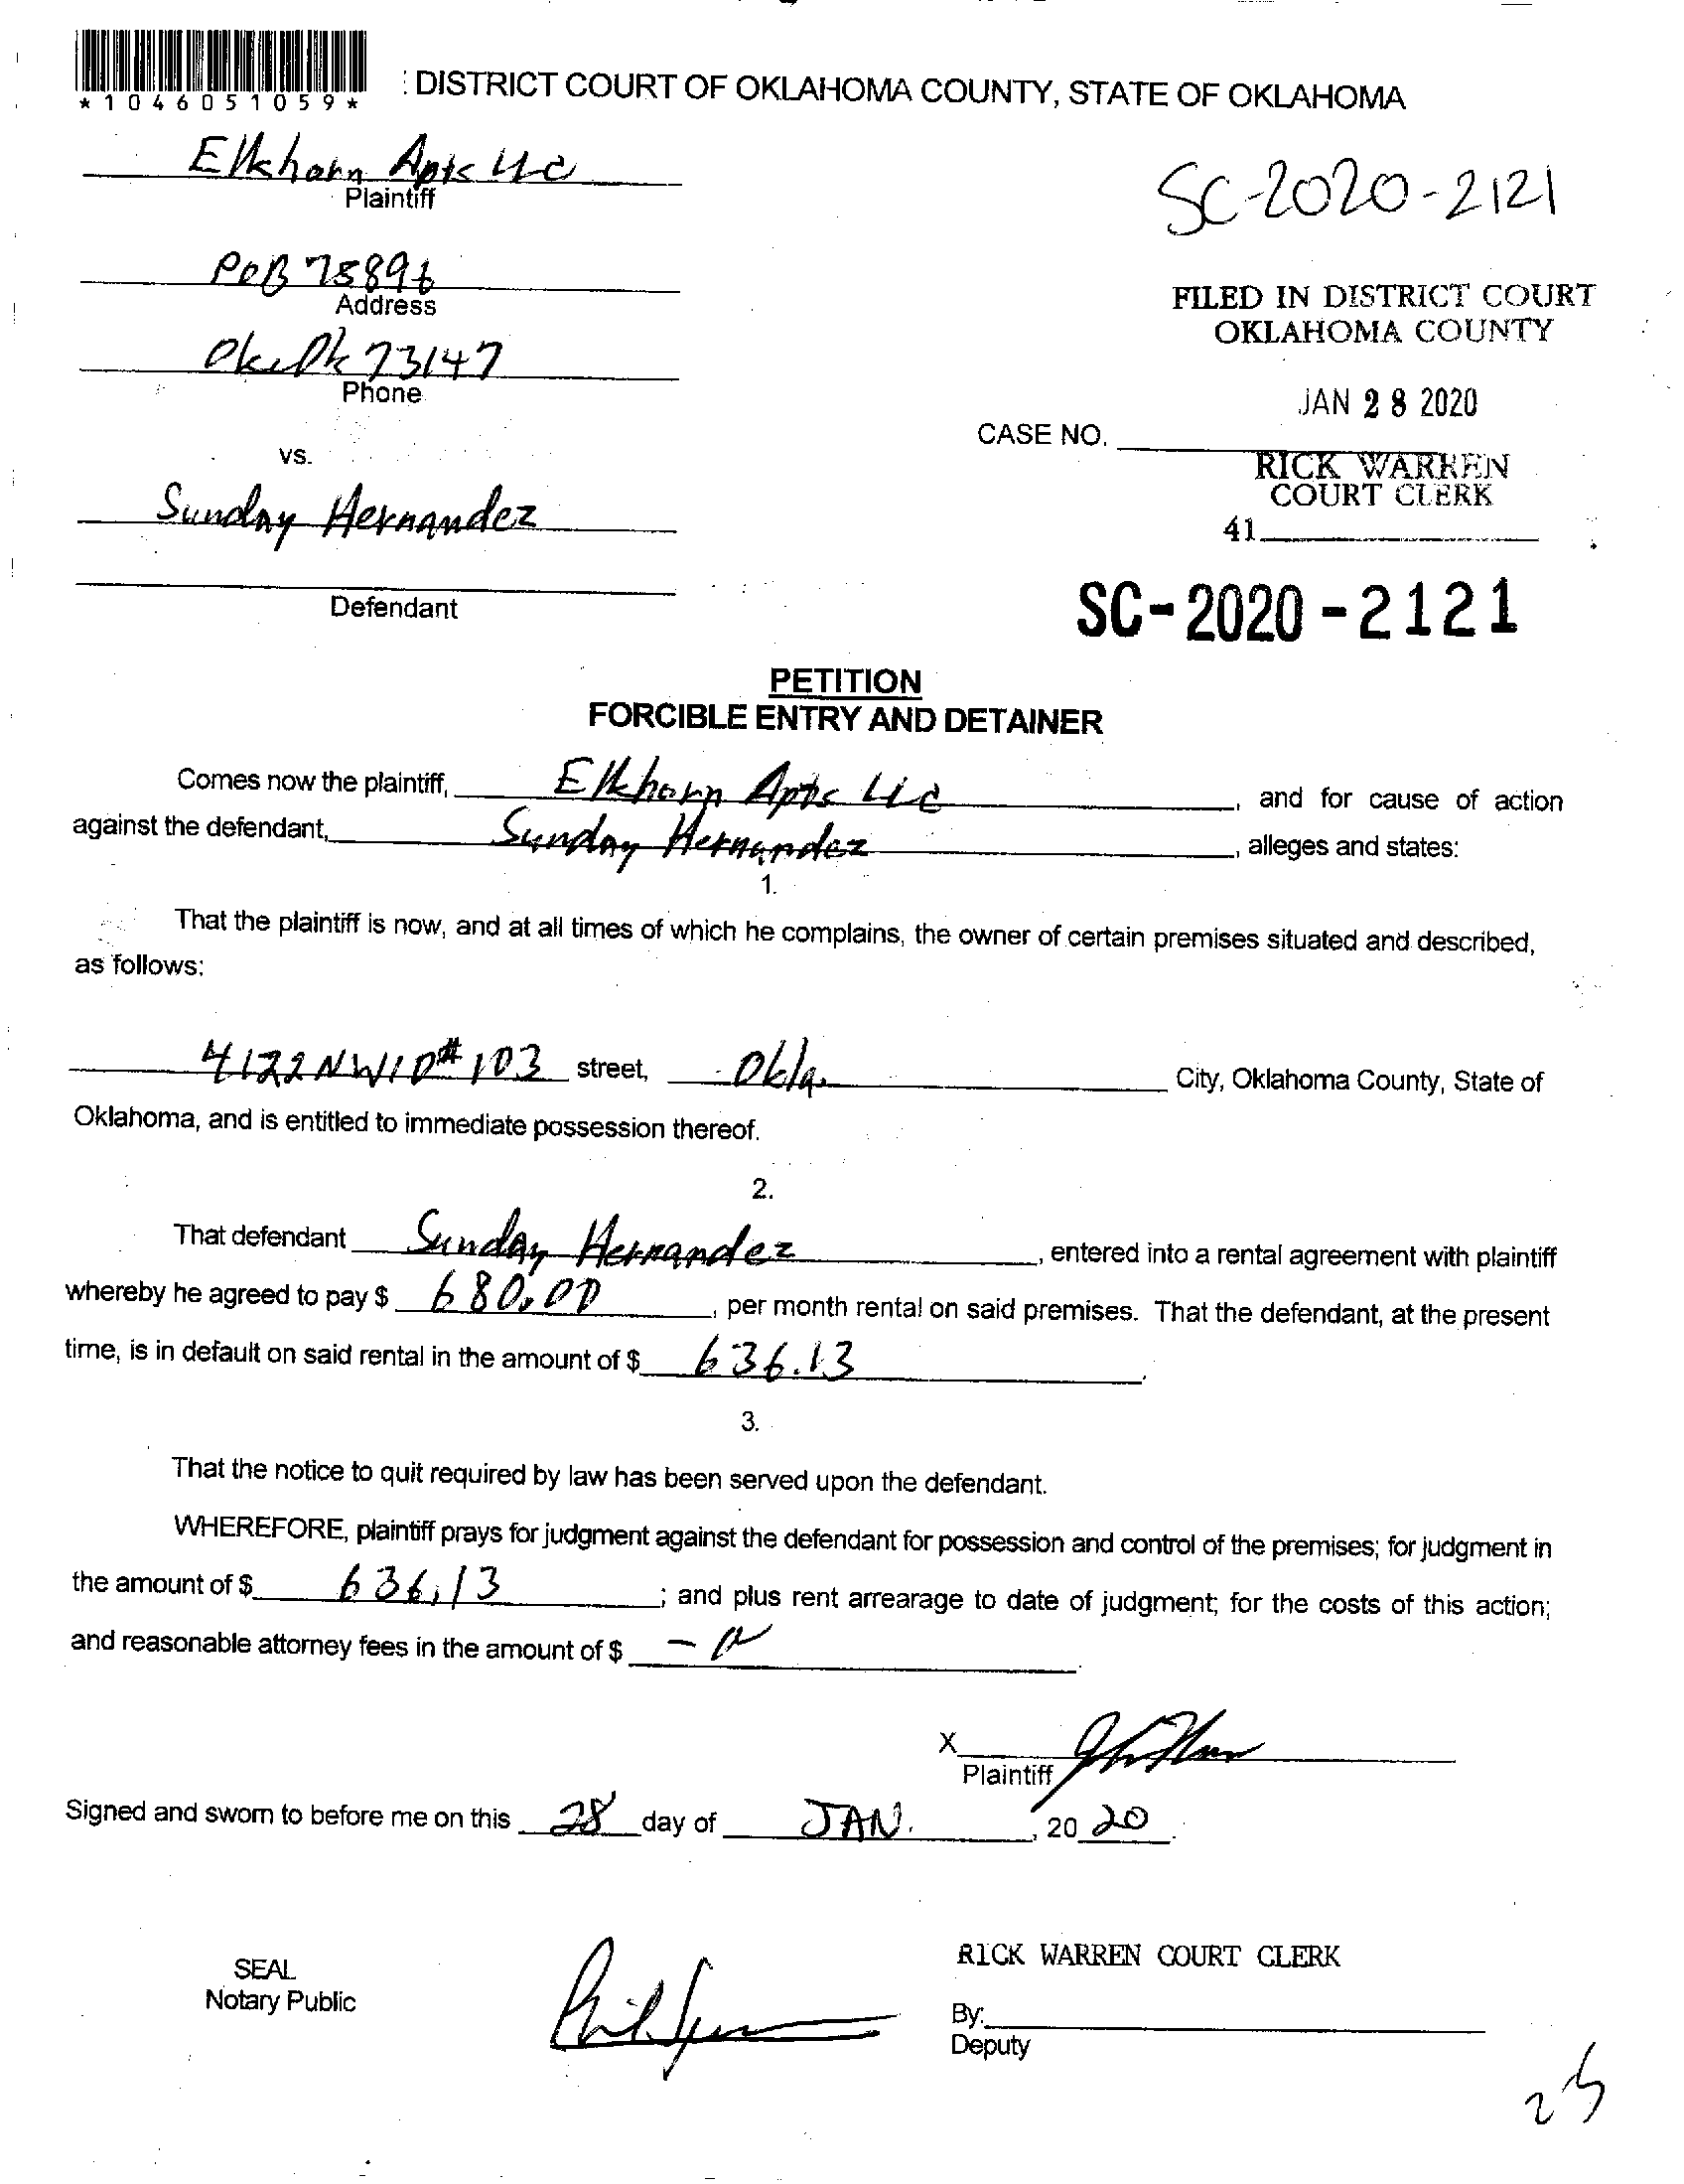 *1046051059*
: DISTRICT COURT OF OKLAHOMA COUNTY, STATE OF OKLAHOMA
Elkhorn Apts LLC
Plaintiff
SC-2020-2121
POB 75896
Address
FILED IN DISTRICT COURT
OKLAHOMA COUNTY
73147
Phone
JAN 28 2020
CASE NO.
vs.
RICK WARREN
COURT CLERK
Sunday Hernandez
41
Defendant
SC-2020-2121
PETITION
FORCIBLE ENTRY AND DETAINER
Comes now the plaintiff, Elkhorn Apts LLC, and for cause of action
against the defendant, Sunday Hernandez, alleges and states:
1.
That the plaintiff is now, and at all times of which he complains, the owner of certain premises situated and described,
as follows:
4122 NW10 #103 street, Okla. City, Oklahoma County, State of
Oklahoma, and is entitled to immediate possession thereof.
2.
That defendant Sunday Hernandez, entered into a rental agreement with plaintiff
whereby he agreed to pay $ 680.00, per month rental on said premises. That the defendant, at the present
time, is in default on said rental in the amount of $ 636.13.
3.
That the notice to quit required by law has been served upon the defendant.
WHEREFORE, plaintiff prays for judgment against the defendant for possession and control of the premises; for judgment in
the amount of $ 636.13; and plus rent arrearage to date of judgment; for the costs of this action;
and reasonable attorney fees in the amount of $
X
Plaintiff
Signed and sworn to before me on this 28 day of JAN., 20 20.
SEAL
Notary Public
RICK WARREN COURT CLERK
By:
Deputy
25